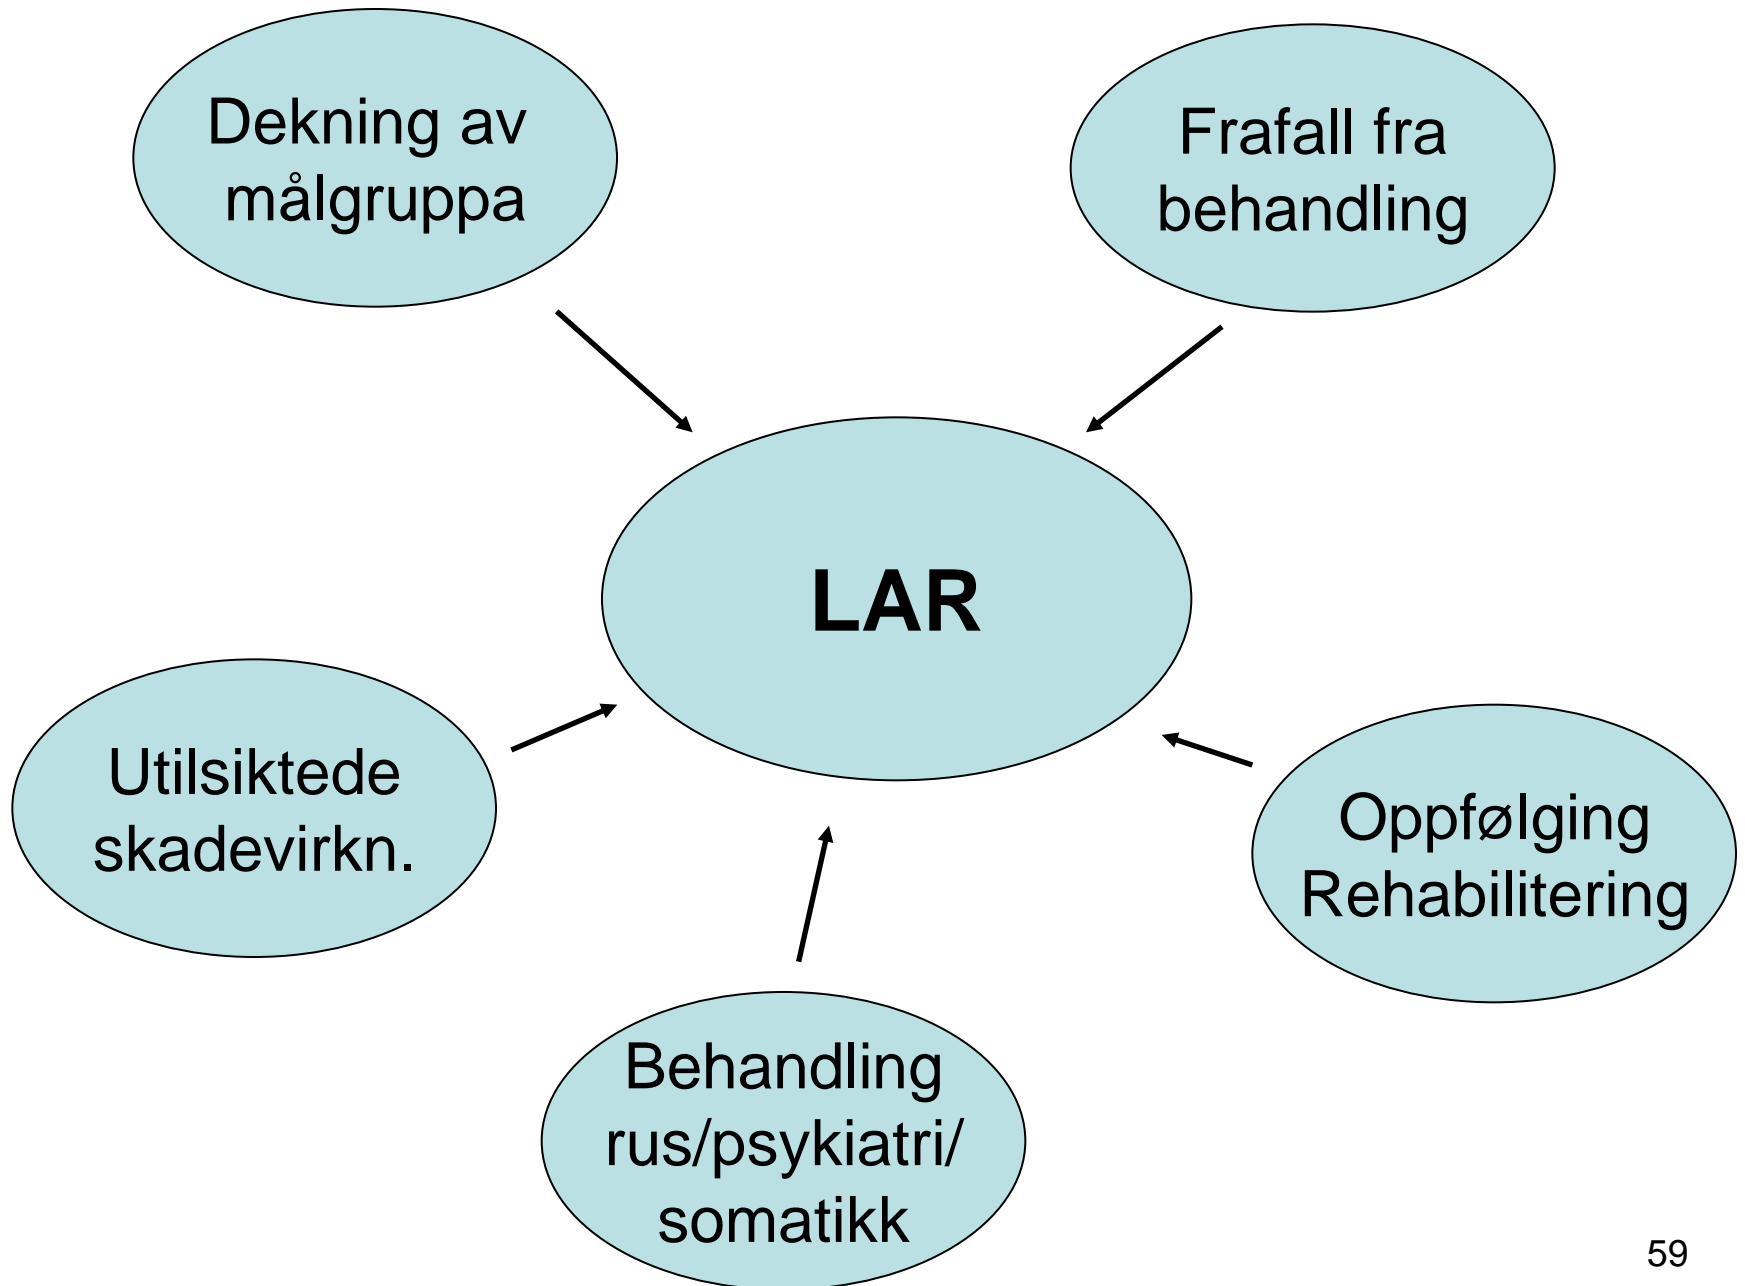 Dekning av
målgruppa
Frafall fra
behandling
LAR
Utilsiktede
skadevirkn.
Oppfølging
Rehabilitering
Behandling
rus/psykiatri/
somatikk
59